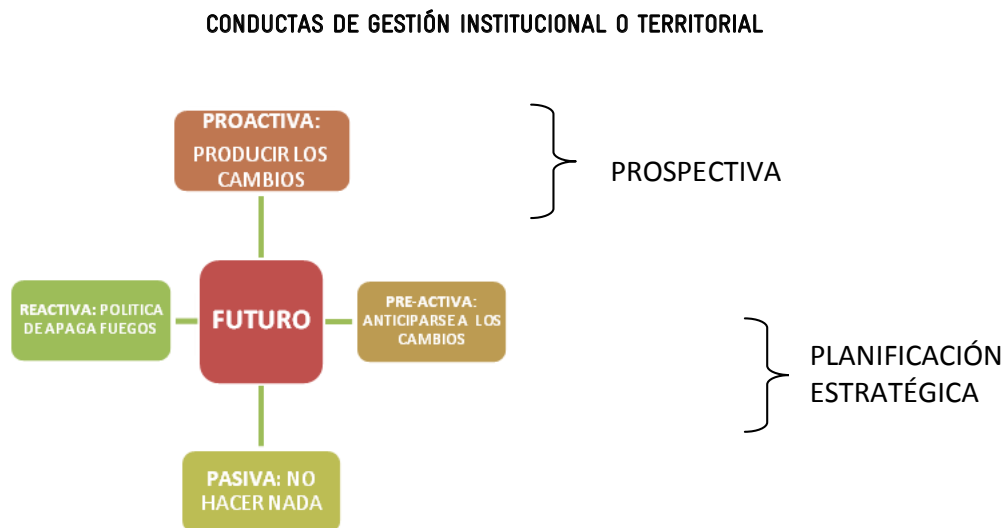 CONDUCTAS DE GESTIÓN INSTITUCIONAL O TERRITORIAL
PROACTIVA:
PRODUCIR LOS
CAMBIOS
PROSPECTIVA
REACTIVA: POLITICA
DE APAGA FUEGOS
FUTURO
PRE-ACTIVA:
ANTICIPARSE A LOS
CAMBIOS
PLANIFICACIÓN
ESTRATÉGICA
PASIVA: NO
HACER NADA